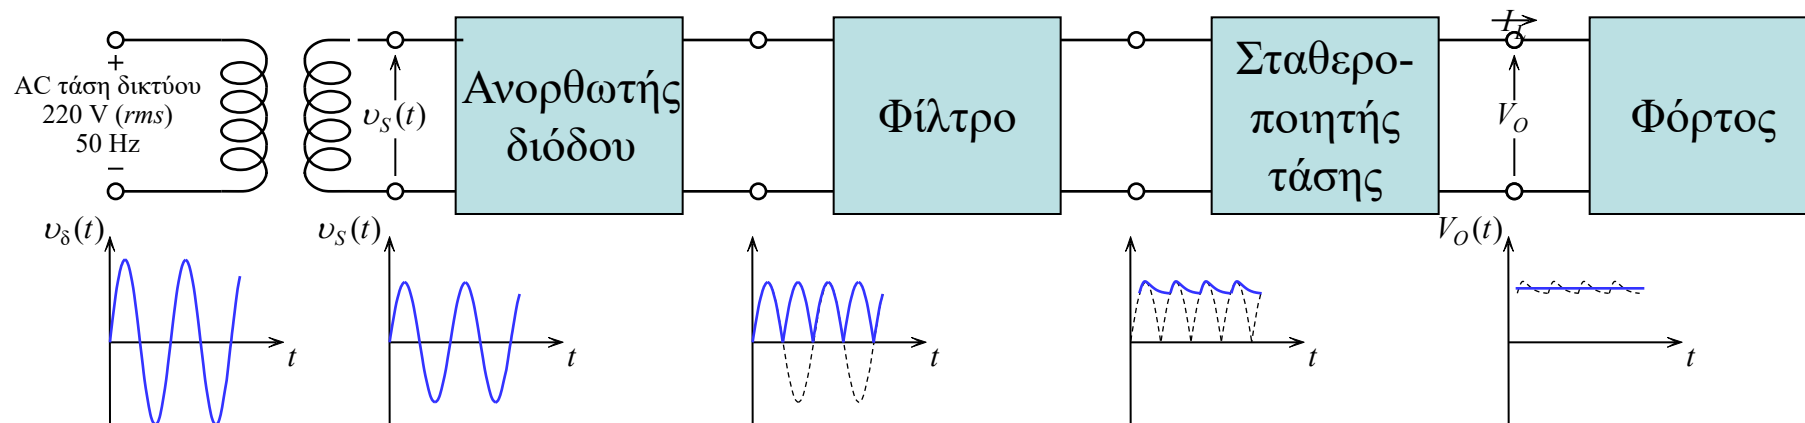 +
AC τάση δικτύου
220 V (rms)
50 Hz
−
υS(t)
Ανορθωτής
διόδου
Φίλτρο
Σταθερο-
ποιητής
τάσης
IL
VO
Φόρτος
υδ(t)
t
υS(t)
t
t
t
VO(t)
t